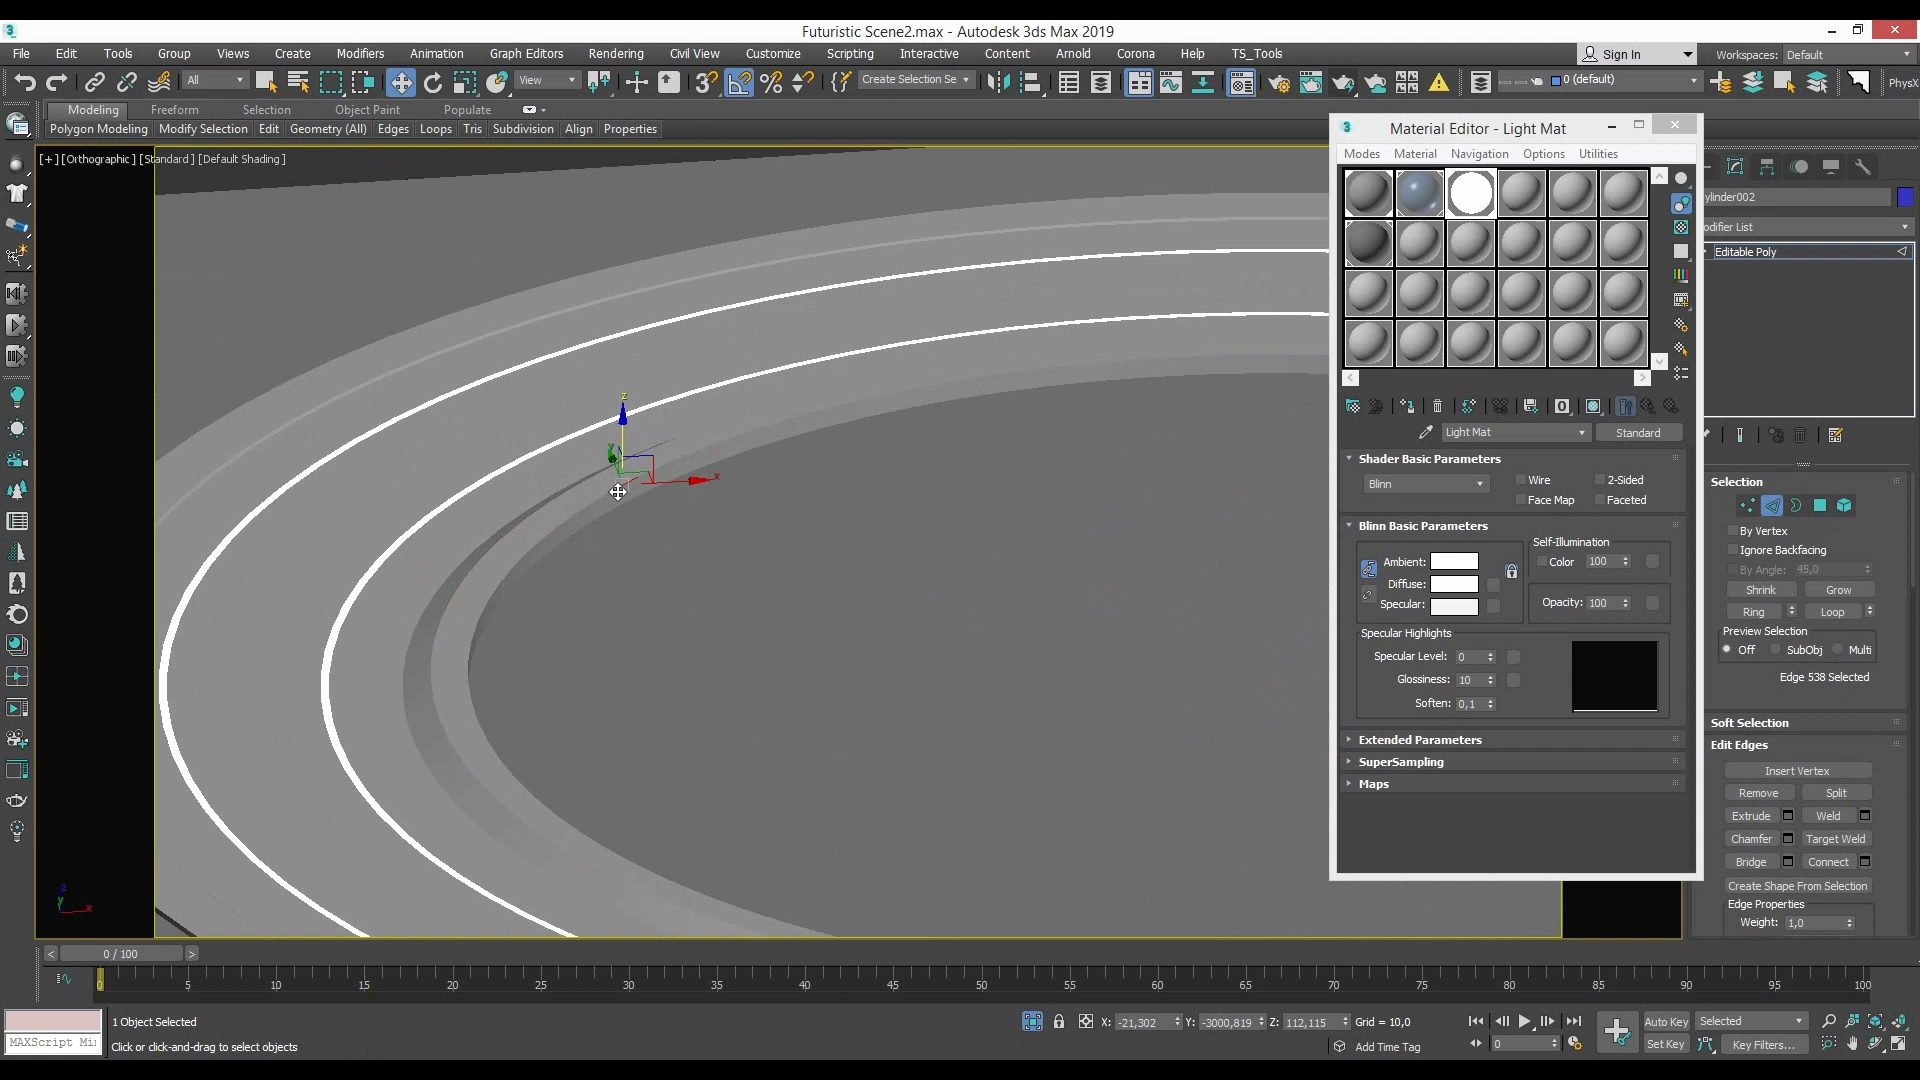 Futuristic Scene2.max - Autodesk 3ds Max 2019
File Edit Tools Group Views Create Modifiers Animation Graph Editors Rendering Civil View Customize Scripting Interactive Content Arnold Corona Help TS_Tools
Sign In Workspaces: Default
All View Create Selection Se 0 (default) PhysX
Modeling Freeform Selection Object Paint Populate
Polygon Modeling Modify Selection Edit Geometry (All) Edges Loops Tris Subdivision Align Properties
[+] [Orthographic ] [Standard ] [Default Shading ]
Material Editor - Light Mat
Modes Material Navigation Options Utilities
ylinder002
odifier List
Editable Poly
Light Mat Standard
Shader Basic Parameters
Blinn Wire 2-Sided
Face Map Faceted
Blinn Basic Parameters
Self-Illumination
Ambient: Color 100
Diffuse:
Specular: Opacity: 100
Specular Highlights
Specular Level: 0
Glossiness: 10
Soften: 0,1
Extended Parameters
SuperSampling
Maps
Selection
By Vertex
Ignore Backfacing
By Angle: 45,0
Shrink Grow
Ring Loop
Preview Selection
Off SubObj Multi
Edge 538 Selected
Soft Selection
Edit Edges
Insert Vertex
Remove Split
Extrude Weld
Chamfer Target Weld
Bridge Connect
Create Shape From Selection
Edge Properties
Weight: 1,0
z
y
x
z
y
x
< 0 / 100 >
0 5 10 15 20 25 30 35 40 45 50 55 60 65 70 75 80 85 90 95 100
1 Object Selected X: -21,302 Y: -3000,819 Z: 112,115 Grid = 10,0 Auto Key Selected
MAXScript Mi Click or click-and-drag to select objects Add Time Tag 0 Set Key Key Filters...